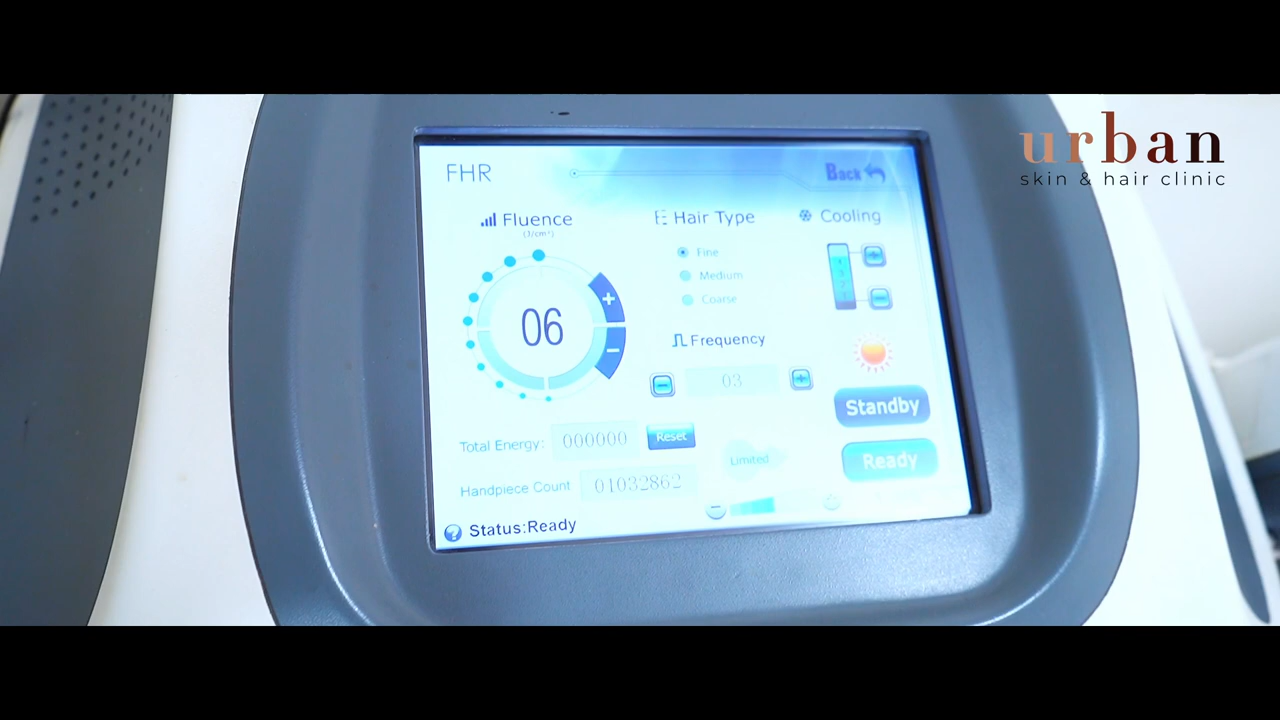 urban
skin & hair clinic
FHR
Back
Fluence
(J/cm²)
Hair Type
Cooling
Fine
Medium
Coarse
+
06
−
Frequency
03
Standby
Total Energy: 000000 Reset
Limited
Ready
Handpiece Count 01032862
Status:Ready